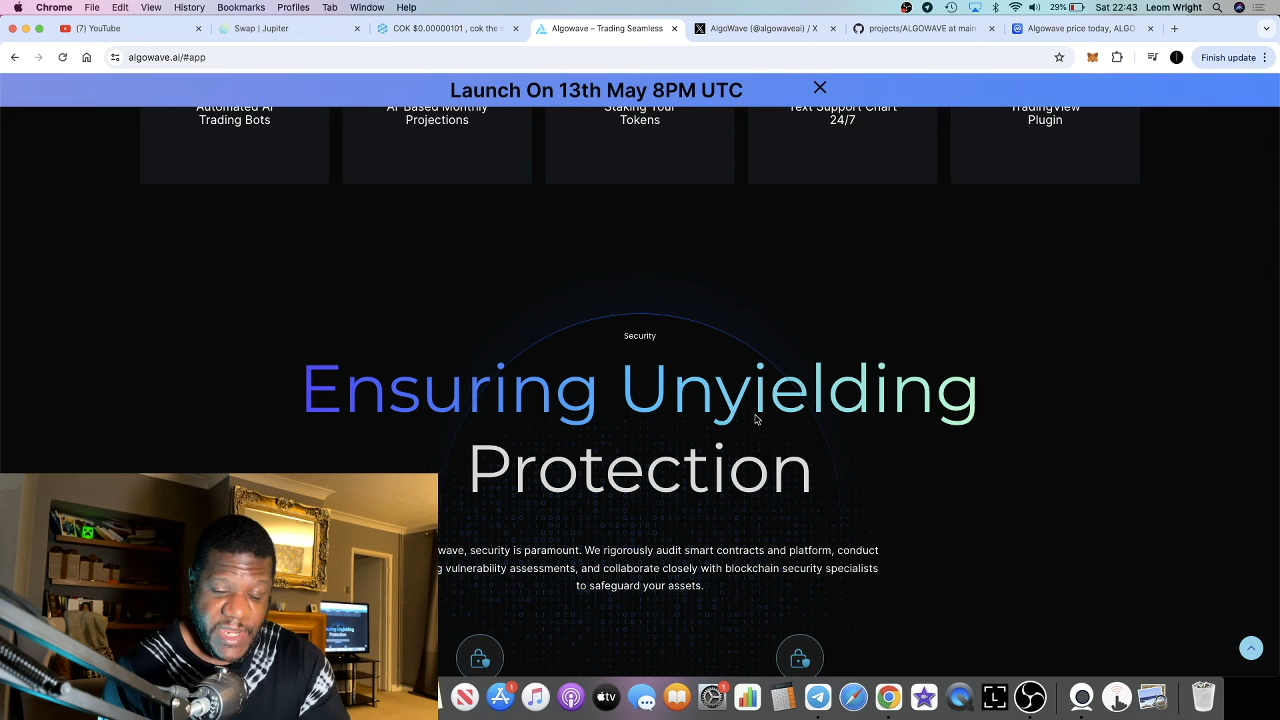 Chrome File Edit View History Bookmarks Profiles Tab Window Help 29% Sat 22:43 Leom Wright
(7) YouTube Swap | Jupiter COK $0.00000101 , cok the c Algowave – Trading Seamless AlgoWave (@algowaveai) / X projects/ALGOWAVE at main Algowave price today, ALGO
algowave.ai/#app Finish update
Launch On 13th May 8PM UTC
Automated AI
Trading Bots
AI-Based Monthly
Projections
Staking Your
Tokens
Text Support Chart
24/7
TradingView
Plugin
Security
Ensuring Unyielding
Protection
wave, security is paramount. We rigorously audit smart contracts and platform, conduct
g vulnerability assessments, and collaborate closely with blockchain security specialists
to safeguard your assets.